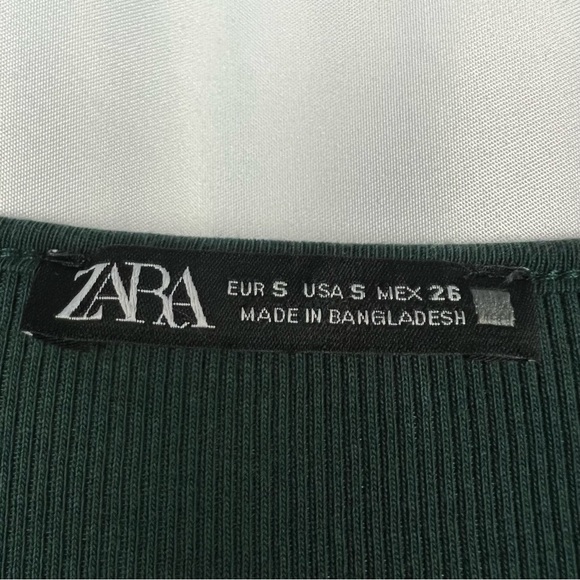 ZARA
EUR S USA S MEX 26
MADE IN BANGLADESH